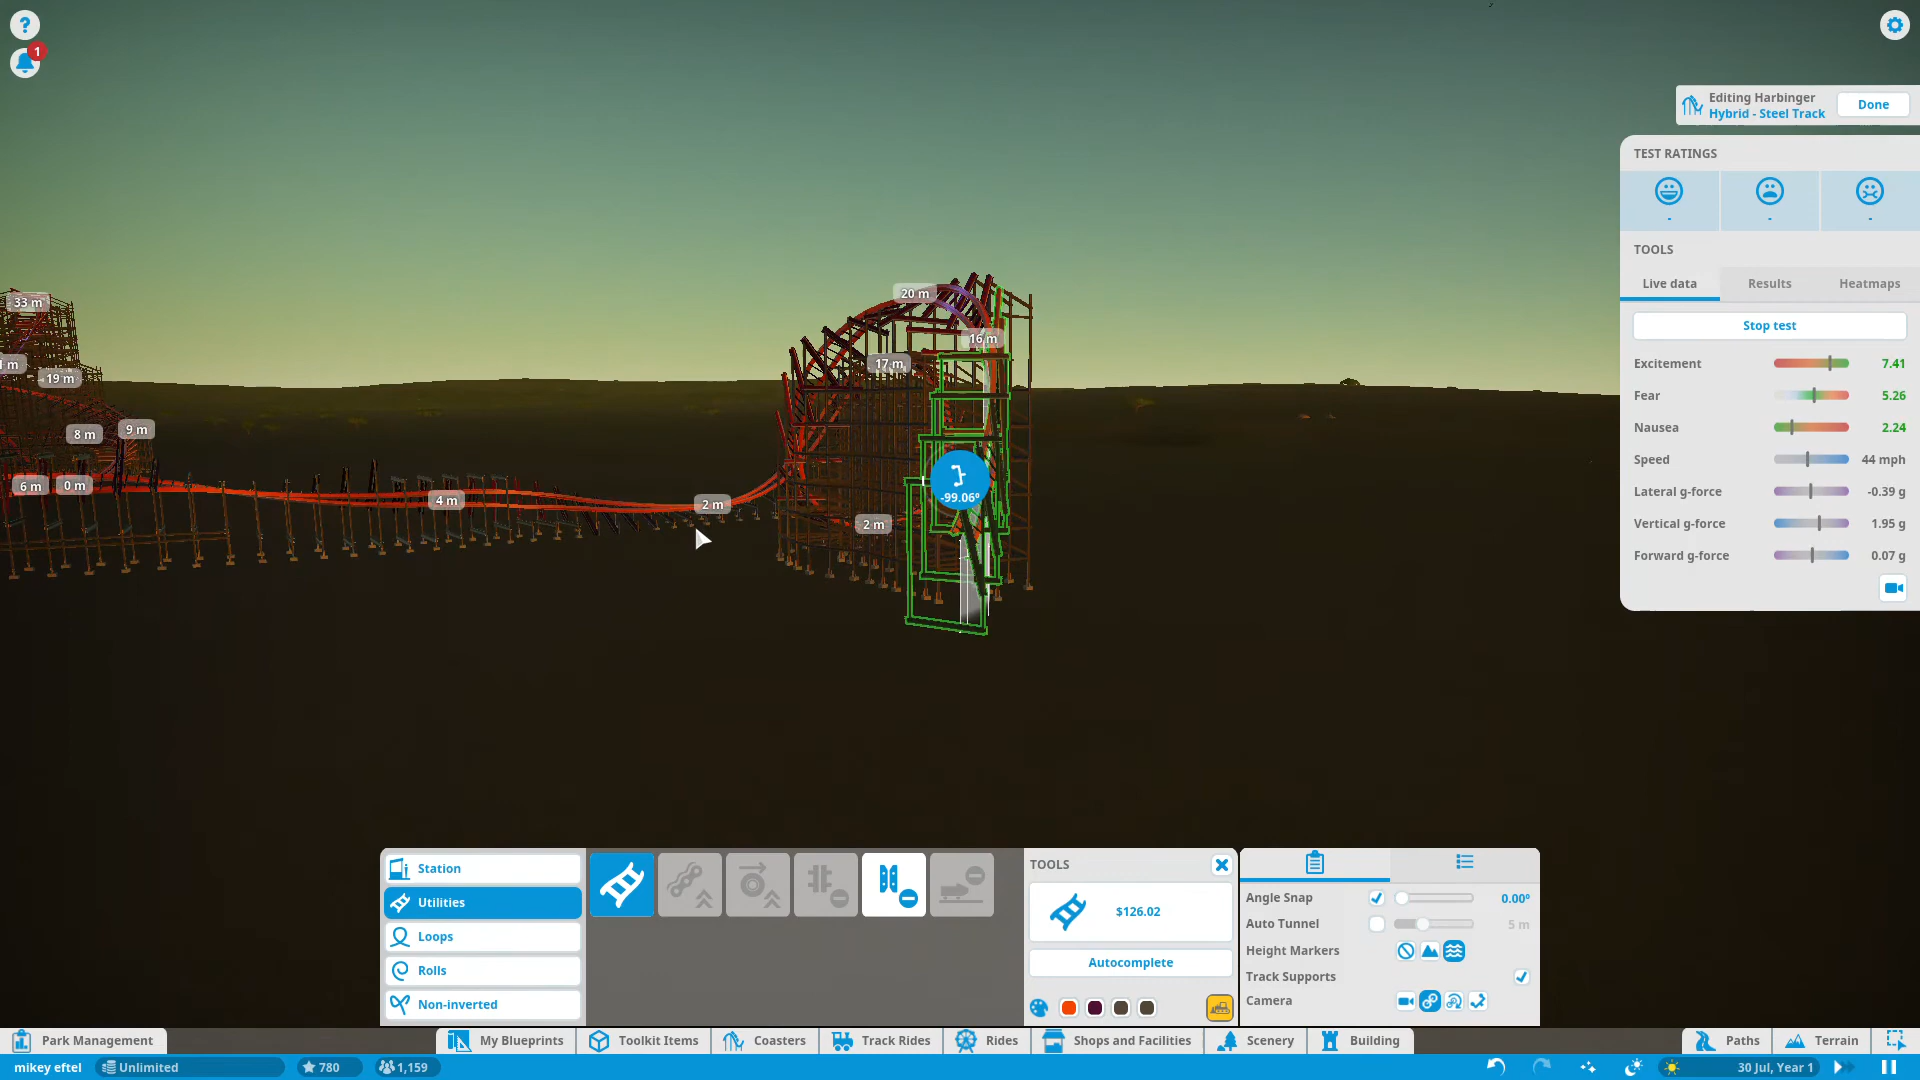 ?
1
Editing Harbinger
Hybrid - Steel Track
Done
TEST RATINGS
- - -
TOOLS
Live data Results Heatmaps
Stop test
Excitement 7.41
Fear 5.26
Nausea 2.24
Speed 44 mph
Lateral g-force -0.39 g
Vertical g-force 1.95 g
Forward g-force 0.07 g
33 m
20 m
16 m
17 m
19 m
9 m
8 m
6 m
0 m
4 m
2 m
2 m
-99.06°
Station
Utilities
Loops
Rolls
Non-inverted
TOOLS
$126.02
Autocomplete
Angle Snap 0.00°
Auto Tunnel 5 m
Height Markers
Track Supports
Camera
Park Management
My Blueprints
Toolkit Items
Coasters
Track Rides
Rides
Shops and Facilities
Scenery
Building
Paths
Terrain
mikey eftel
Unlimited
780
1,159
30 Jul, Year 1